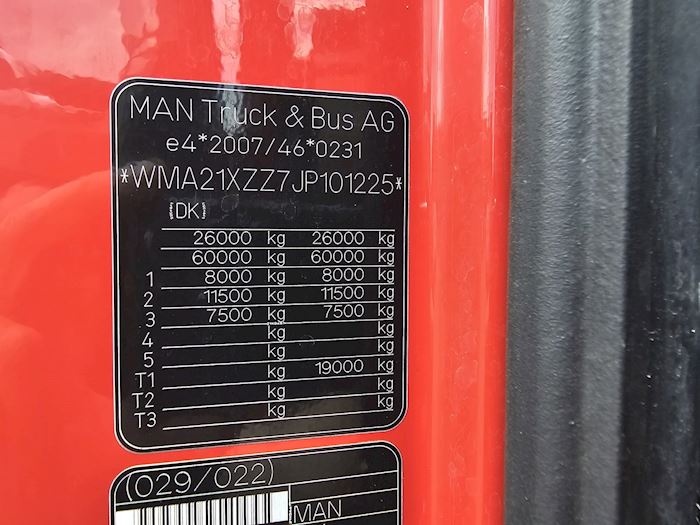 MAN Truck & Bus AG
e4*2007/46*0231
*WMA21XZZ7JP101225*
(DK)
26000 kg 26000 kg
60000 kg 60000 kg
1 8000 kg 8000 kg
2 11500 kg 11500 kg
3 7500 kg 7500 kg
4 kg kg
5 kg kg
T1 kg 19000 kg
T2 kg kg
T3 kg kg
(029/022)
MAN